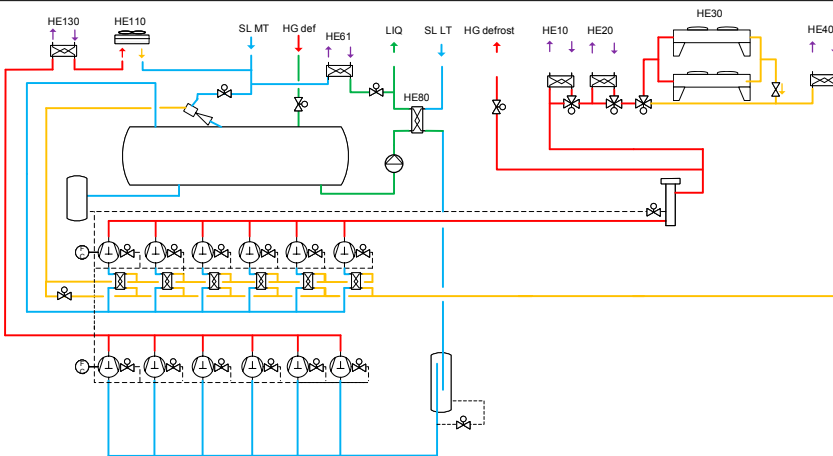 HE130
HE110
SL MT
HG def
HE61
LIQ
SL LT
HG defrost
HE10
HE20
HE30
HE40
HE80
F
C
F
C